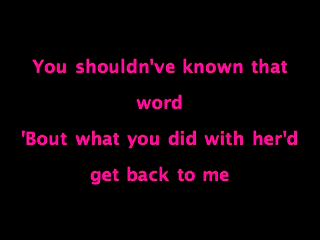 You shouldn've known that
word
'Bout what you did with her'd
get back to me